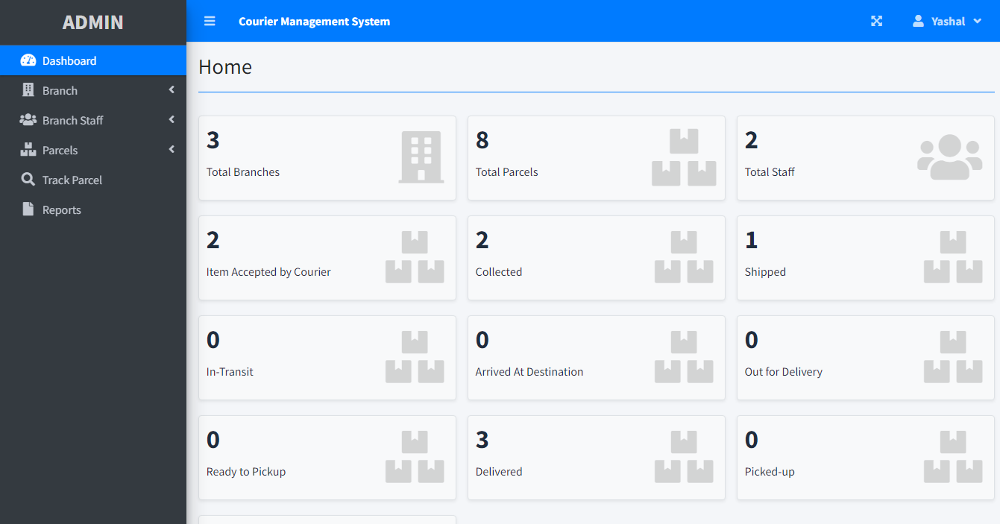 ADMIN
Courier Management System
Yashal
Dashboard
Branch
Branch Staff
Parcels
Track Parcel
Reports
Home
3
Total Branches
8
Total Parcels
2
Total Staff
2
Item Accepted by Courier
2
Collected
1
Shipped
0
In-Transit
0
Arrived At Destination
0
Out for Delivery
0
Ready to Pickup
3
Delivered
0
Picked-up